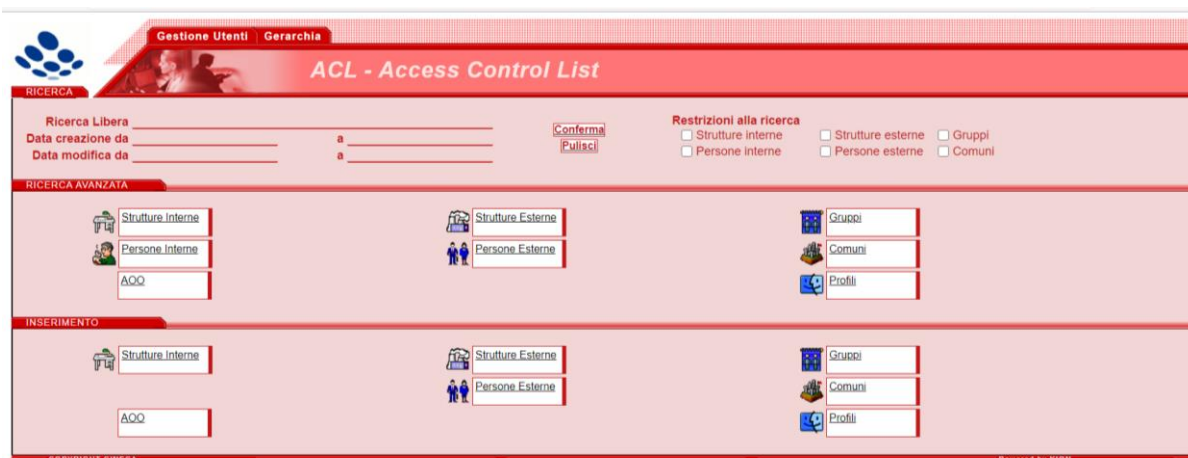 Gestione Utenti Gerarchia
ACL - Access Control List
RICERCA
Ricerca Libera
Conferma
Restrizioni alla ricerca
Data creazione da a
Pulisci
Strutture interne Strutture esterne Gruppi
Data modifica da a
Persone interne Persone esterne Comuni
RICERCA AVANZATA
Strutture Interne Strutture Esterne Gruppi
Persone Interne Persone Esterne Comuni
AOO Profili
INSERIMENTO
Strutture Interne Strutture Esterne Gruppi
Persone Esterne Comuni
AOO Profili